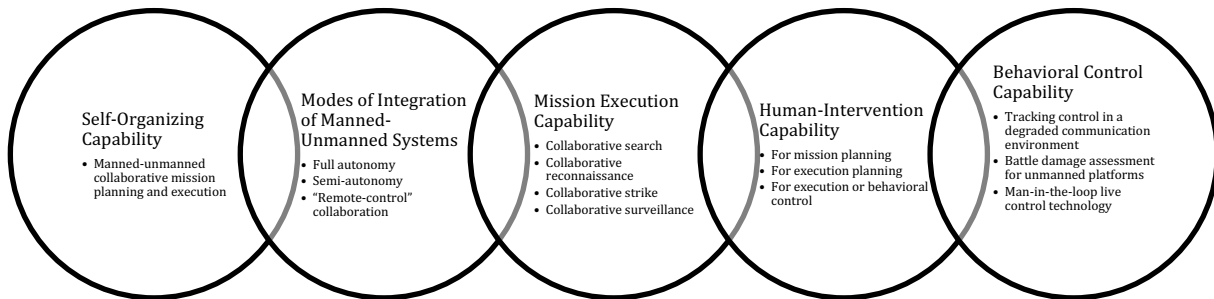 Self-Organizing
Capability
• Manned-unmanned
collaborative mission
planning and execution
Modes of Integration
of Manned-
Unmanned Systems
• Full autonomy
• Semi-autonomy
• “Remote-control”
collaboration
Mission Execution
Capability
• Collaborative search
• Collaborative
reconnaissance
• Collaborative strike
• Collaborative surveillance
Human-Intervention
Capability
• For mission planning
• For execution planning
• For execution or behavioral
control
Behavioral Control
Capability
• Tracking control in a
degraded communication
environment
• Battle damage assessment
for unmanned platforms
• Man-in-the-loop live
control technology